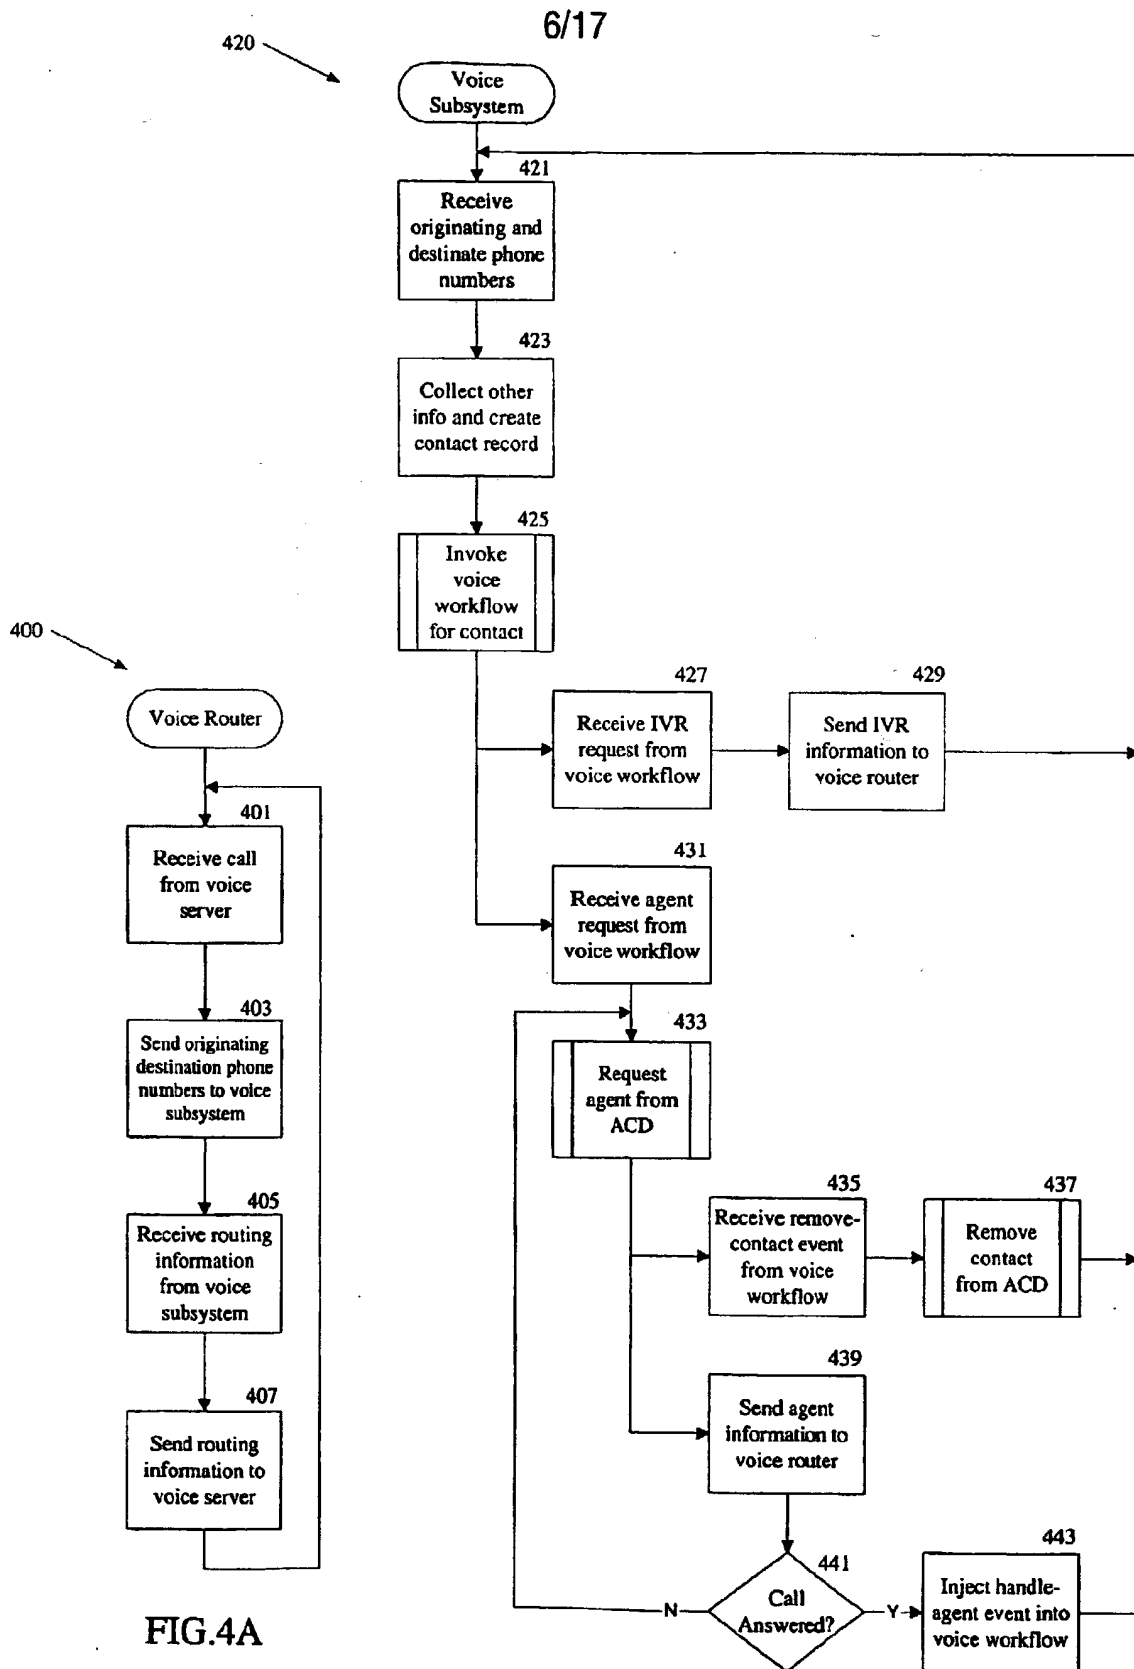 6/17
420
Voice
Subsystem
421
Receive
originating and
destinate phone
numbers
423
Collect other
info and create
contact record
425
Invoke
voice
workflow
for contact
400
Voice Router
401
Receive call
from voice
server
403
Send originating
destination phone
numbers to voice
subsystem
405
Receive routing
information
from voice
subsystem
407
Send routing
information to
voice server
FIG.4A
427
Receive IVR
request from
voice workflow
429
Send IVR
information to
voice router
431
Receive agent
request from
voice workflow
433
Request
agent from
ACD
435
Receive remove-
contact event
from voice
workflow
437
Remove
contact
from ACD
439
Send agent
information to
voice router
441
Call
Answered?
N
Y
443
Inject handle-
agent event into
voice workflow